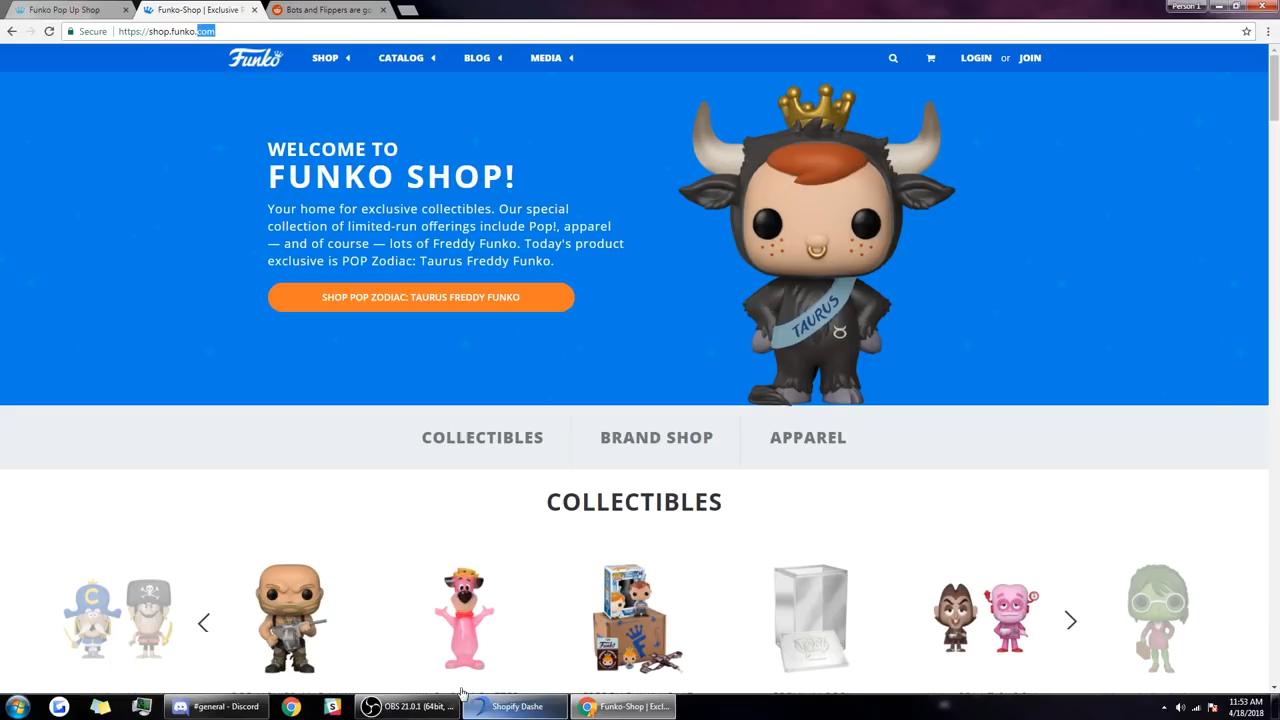 Funko Pop Up Shop
Funko-Shop | Exclusive P
Bots and Flippers are go
Person 1
Secure
https://shop.funko.com
Funko
SHOP
CATALOG
BLOG
MEDIA
LOGIN or JOIN
WELCOME TO
FUNKO SHOP!
Your home for exclusive collectibles. Our special
collection of limited-run offerings include Pop!, apparel
— and of course — lots of Freddy Funko. Today's product
exclusive is POP Zodiac: Taurus Freddy Funko.
SHOP POP ZODIAC: TAURUS FREDDY FUNKO
TAURUS
COLLECTIBLES
BRAND SHOP
APPAREL
COLLECTIBLES
#general - Discord
OBS 21.0.1 (64bit, ...
Shopify Dashe
Funko-Shop | Excl...
11:53 AM
4/18/2018